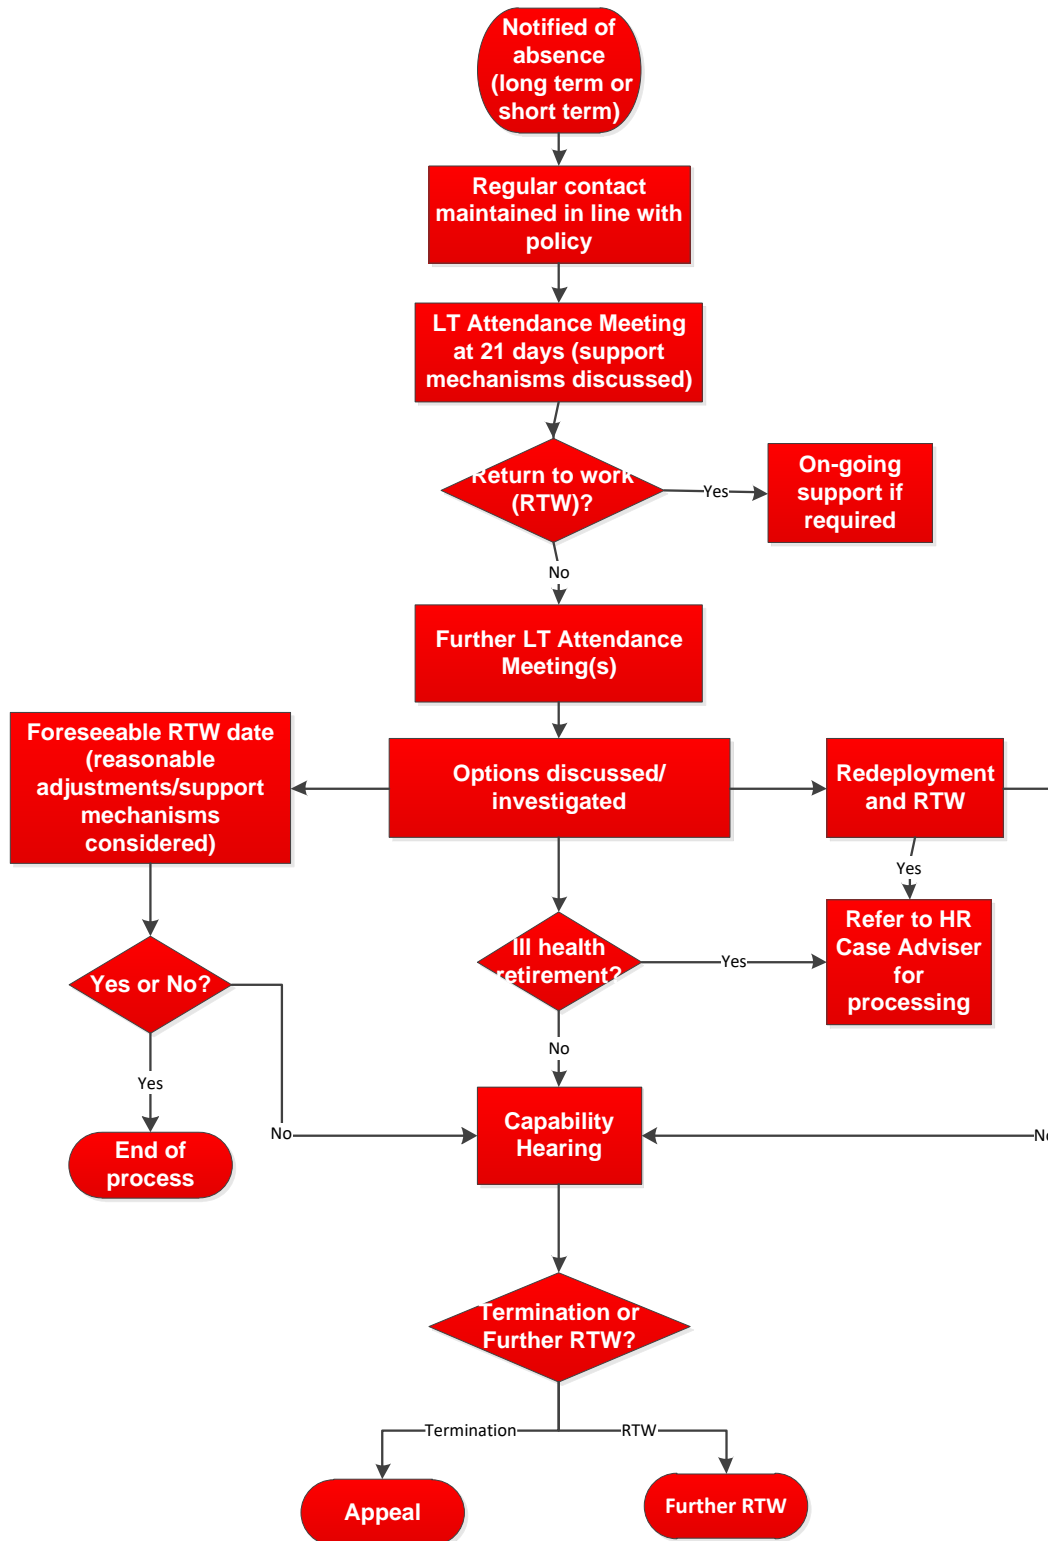 Notified of
absence
(long term or
short term)
Regular contact
maintained in line with
policy
LT Attendance Meeting
at 21 days (support
mechanisms discussed)
Return to work
(RTW)?
Yes
On-going
support if
required
No
Further LT Attendance
Meeting(s)
Foreseeable RTW date
(reasonable
adjustments/support
mechanisms
considered)
Options discussed/
investigated
Redeployment
and RTW
Yes
Yes or No?
Ill health
retirement?
Yes
Refer to HR
Case Adviser
for
processing
No
Yes
End of
process
No
Capability
Hearing
No
Termination or
Further RTW?
Termination
RTW
Appeal
Further RTW